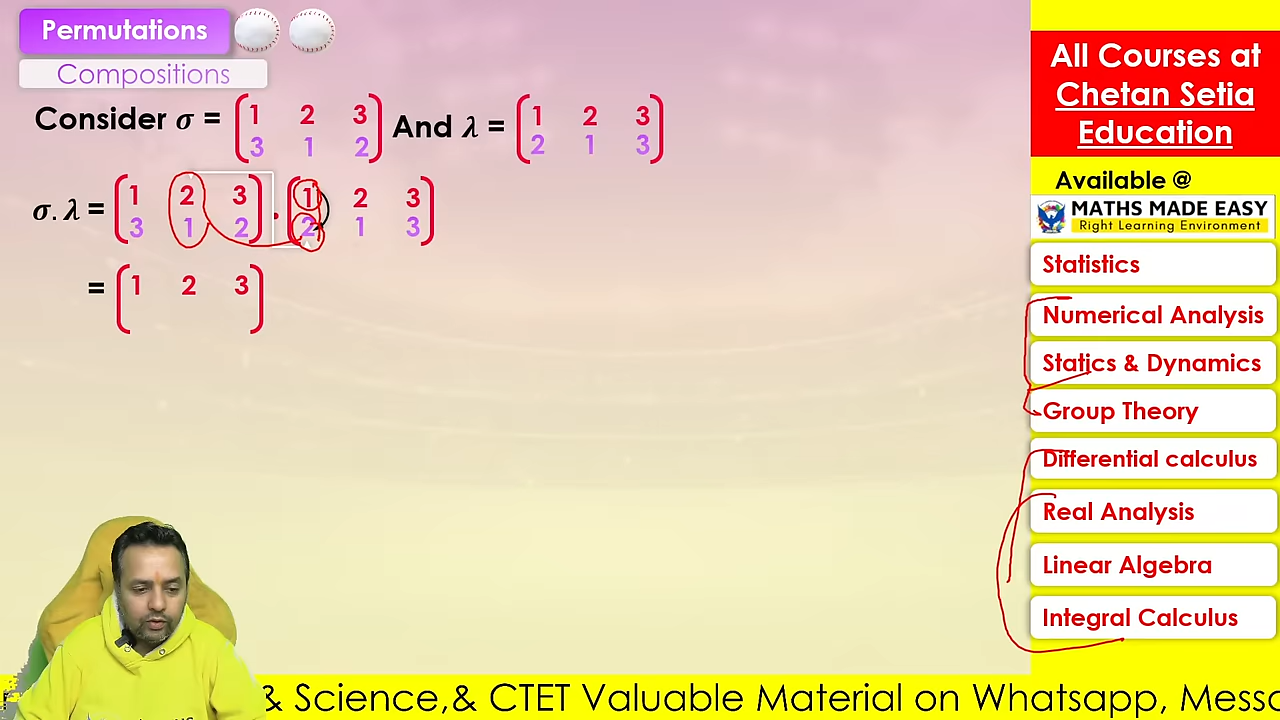 Permutations
Compositions
Consider σ = (1 2 3
3 1 2) And λ = (1 2 3
2 1 3)
σ. λ = (1 2 3
3 1 2) . (1 2 3
2 1 3)
= (1 2 3)
All Courses at
Chetan Setia
Education
Available @
MATHS MADE EASY
Right Learning Environment
Statistics
Numerical Analysis
Statics & Dynamics
Group Theory
Differential calculus
Real Analysis
Linear Algebra
Integral Calculus
& Science,& CTET Valuable Material on Whatsapp, Messa